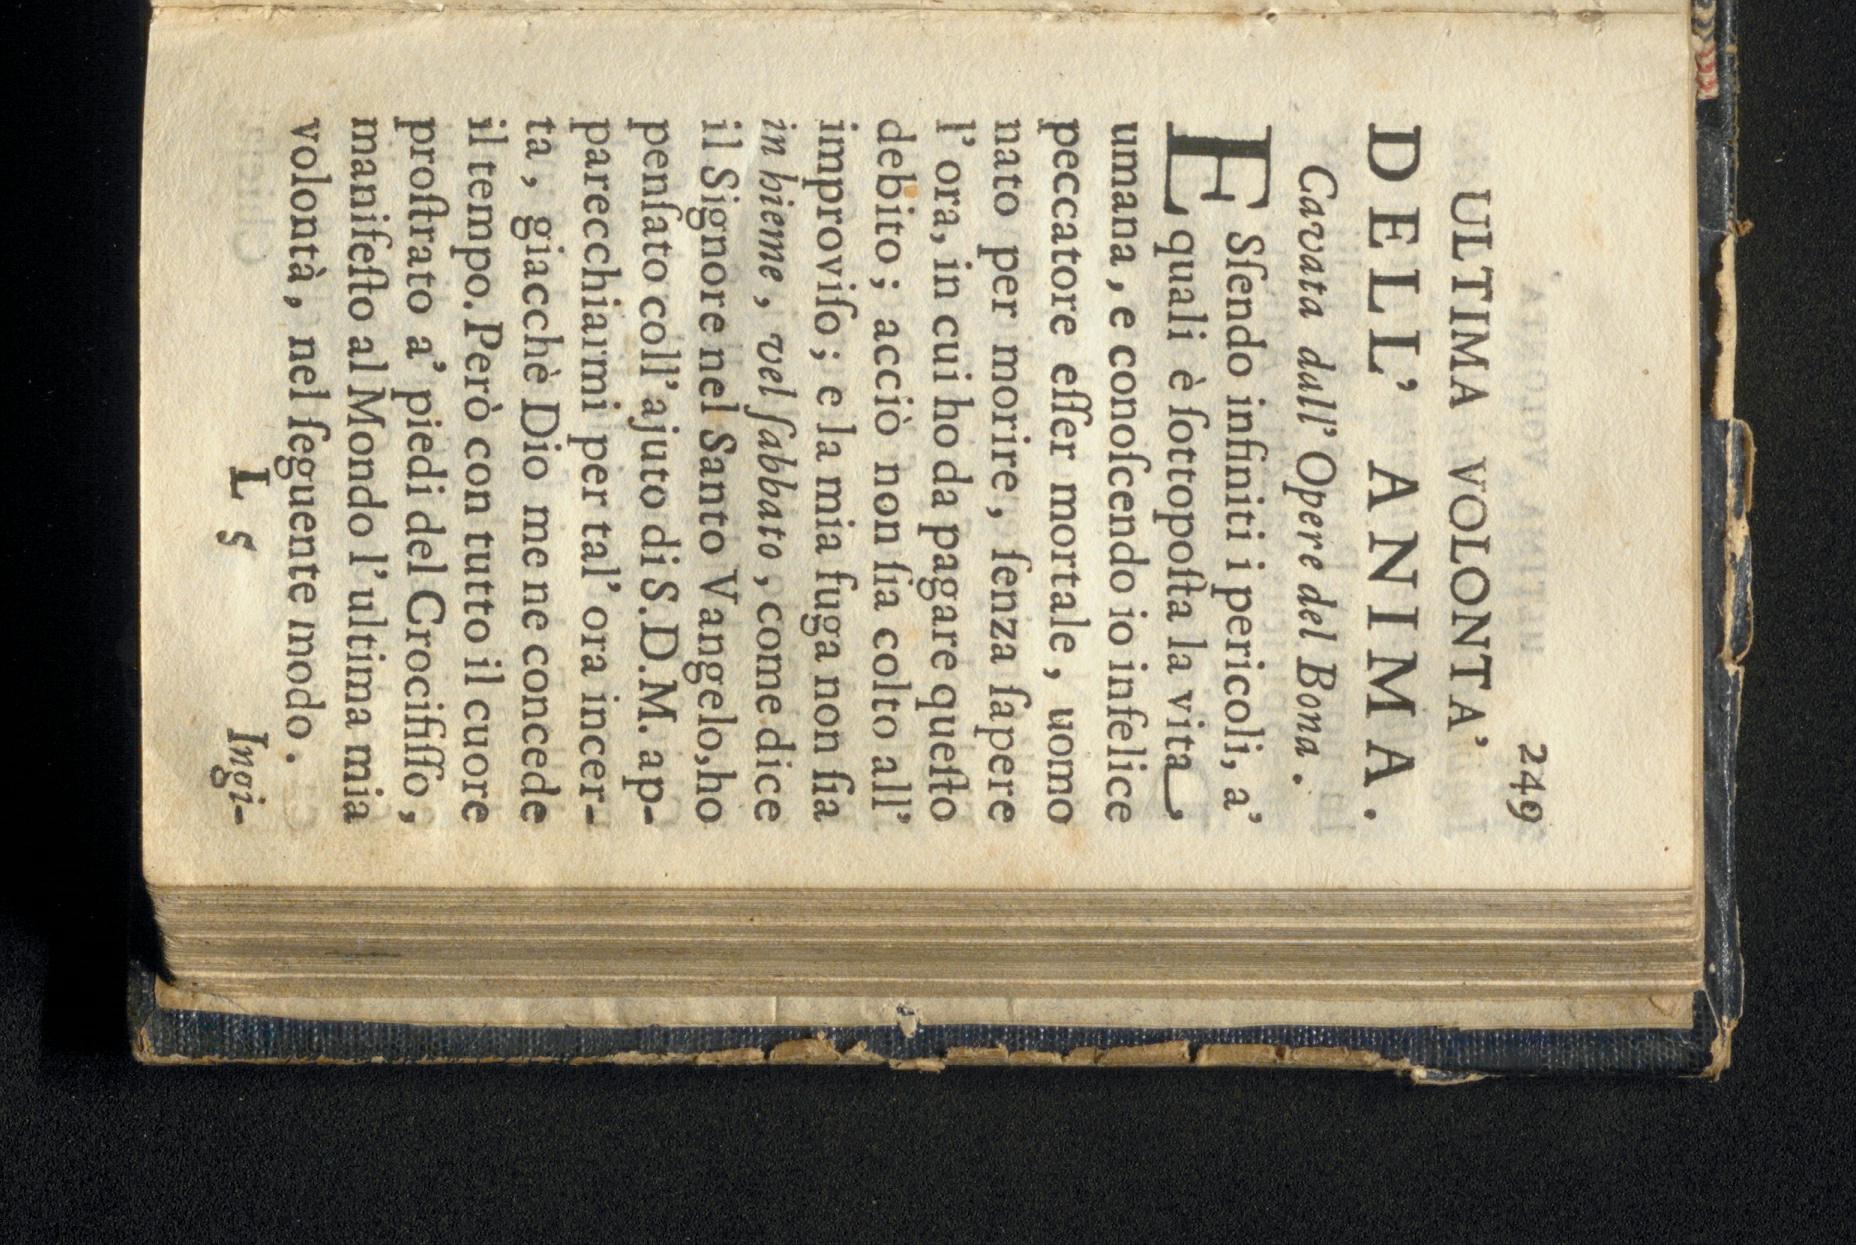 249
ULTIMA VOLONTA'
DELL' ANIMA.
Cavata dall' Opere del Bona.
ESſendo infiniti i pericoli, a'
quali è ſottopoſta la vita
umana, e conoſcendo io infelice
peccatore eſſer mortale, uomo
nato per morire, ſenza ſapere
l' ora, in cui ho da pagare queſto
debito; acciò non ſia colto all'
improviſo; e la mia fuga non ſia
in hieme, vel ſabbato, come dice
il Signore nel Santo Vangelo, ho
penſato coll' ajuto di S.D.M. ap-
parecchiarmi per tal' ora incer-
ta, giacchè Dio me ne concede
il tempo. Però con tutto il cuore
proſtrato a' piedi del Crocifiſſo,
manifeſto al Mondo l' ultima mia
volontà, nel ſeguente modo.
L 5 Ingi-